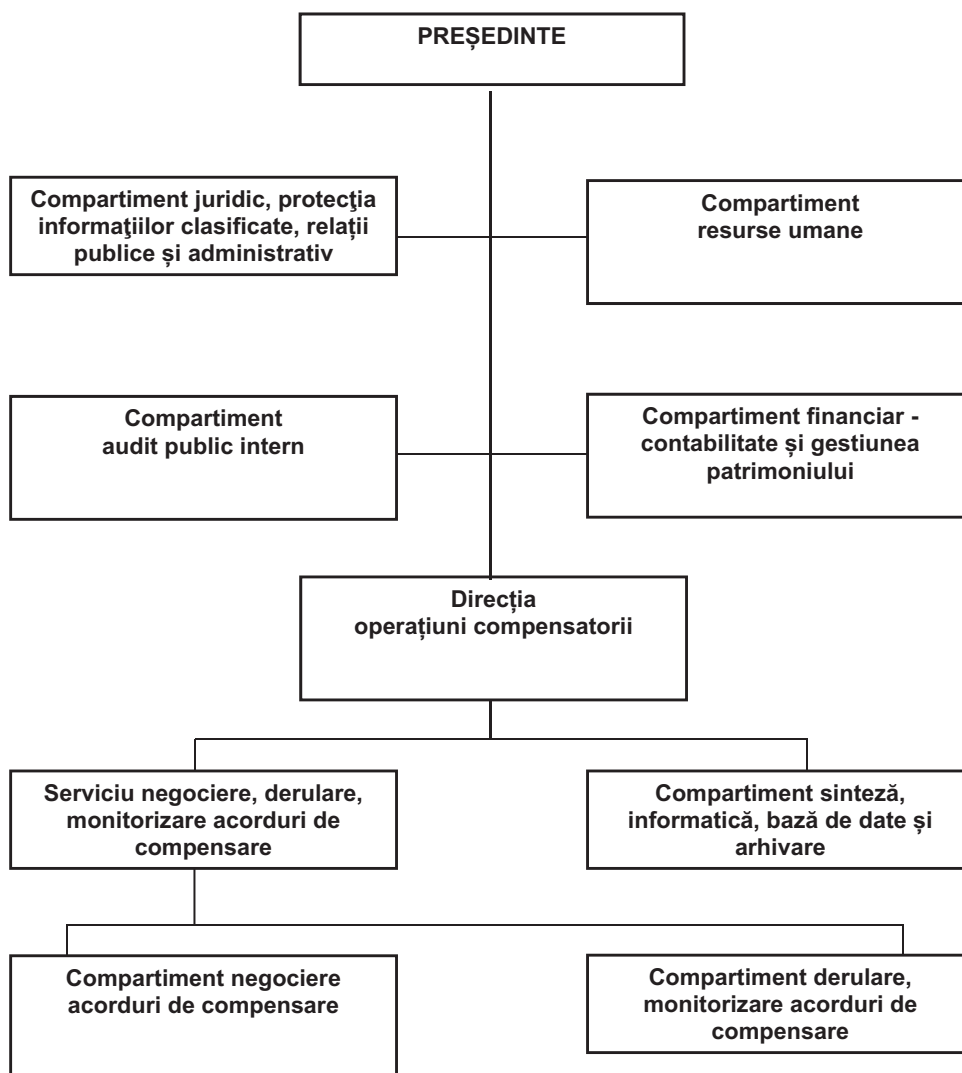 PREȘEDINTE
Compartiment juridic, protecţia
informaţiilor clasificate, relații
publice și administrativ
Compartiment
resurse umane
Compartiment
audit public intern
Compartiment financiar -
contabilitate și gestiunea
patrimoniului
Direcția
operațiuni compensatorii
Serviciu negociere, derulare,
monitorizare acorduri de
compensare
Compartiment sinteză,
informatică, bază de date și
arhivare
Compartiment negociere
acorduri de compensare
Compartiment derulare,
monitorizare acorduri de
compensare